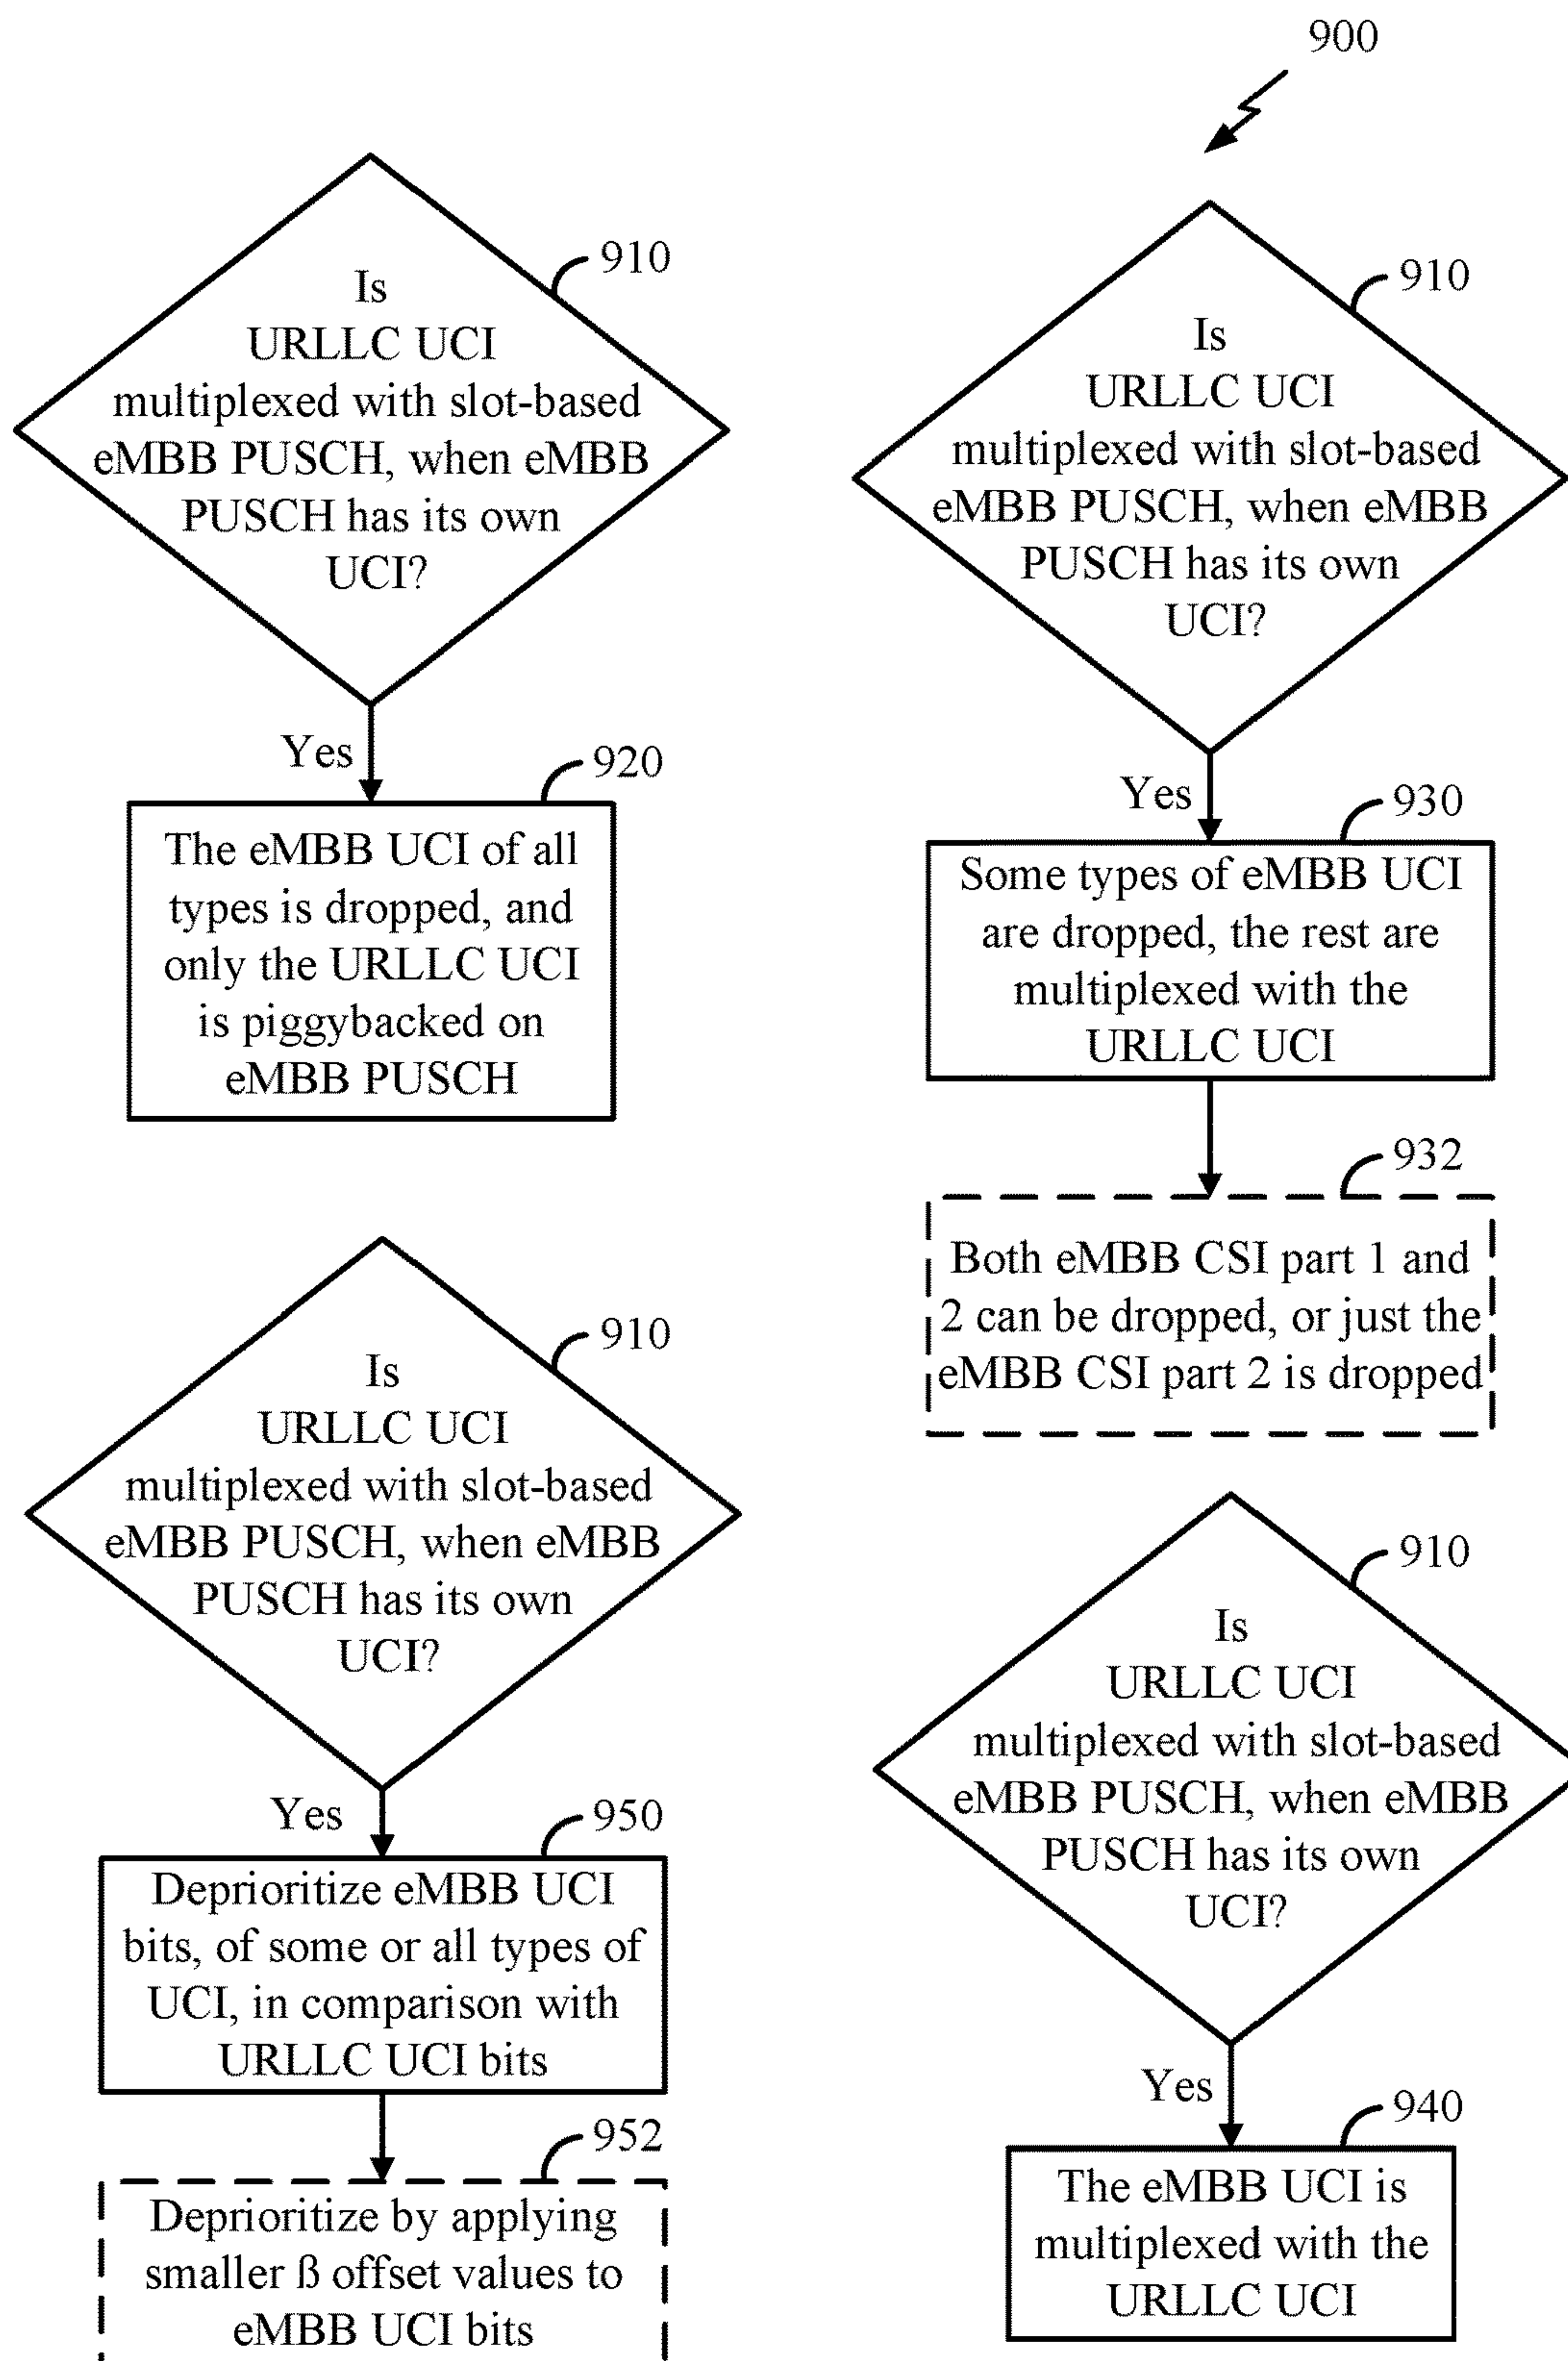 900
910
Is
URLLC UCI
multiplexed with slot-based
eMBB PUSCH, when eMBB
PUSCH has its own
UCI?
Yes
920
The eMBB UCI of all
types is dropped, and
only the URLLC UCI
is piggybacked on
eMBB PUSCH
910
Is
URLLC UCI
multiplexed with slot-based
eMBB PUSCH, when eMBB
PUSCH has its own
UCI?
Yes
930
Some types of eMBB UCI
are dropped, the rest are
multiplexed with the
URLLC UCI
932
Both eMBB CSI part 1 and
2 can be dropped, or just the
eMBB CSI part 2 is dropped
910
Is
URLLC UCI
multiplexed with slot-based
eMBB PUSCH, when eMBB
PUSCH has its own
UCI?
Yes
950
Deprioritize eMBB UCI
bits, of some or all types of
UCI, in comparison with
URLLC UCI bits
952
Deprioritize by applying
smaller ß offset values to
eMBB UCI bits
910
Is
URLLC UCI
multiplexed with slot-based
eMBB PUSCH, when eMBB
PUSCH has its own
UCI?
Yes
940
The eMBB UCI is
multiplexed with the
URLLC UCI